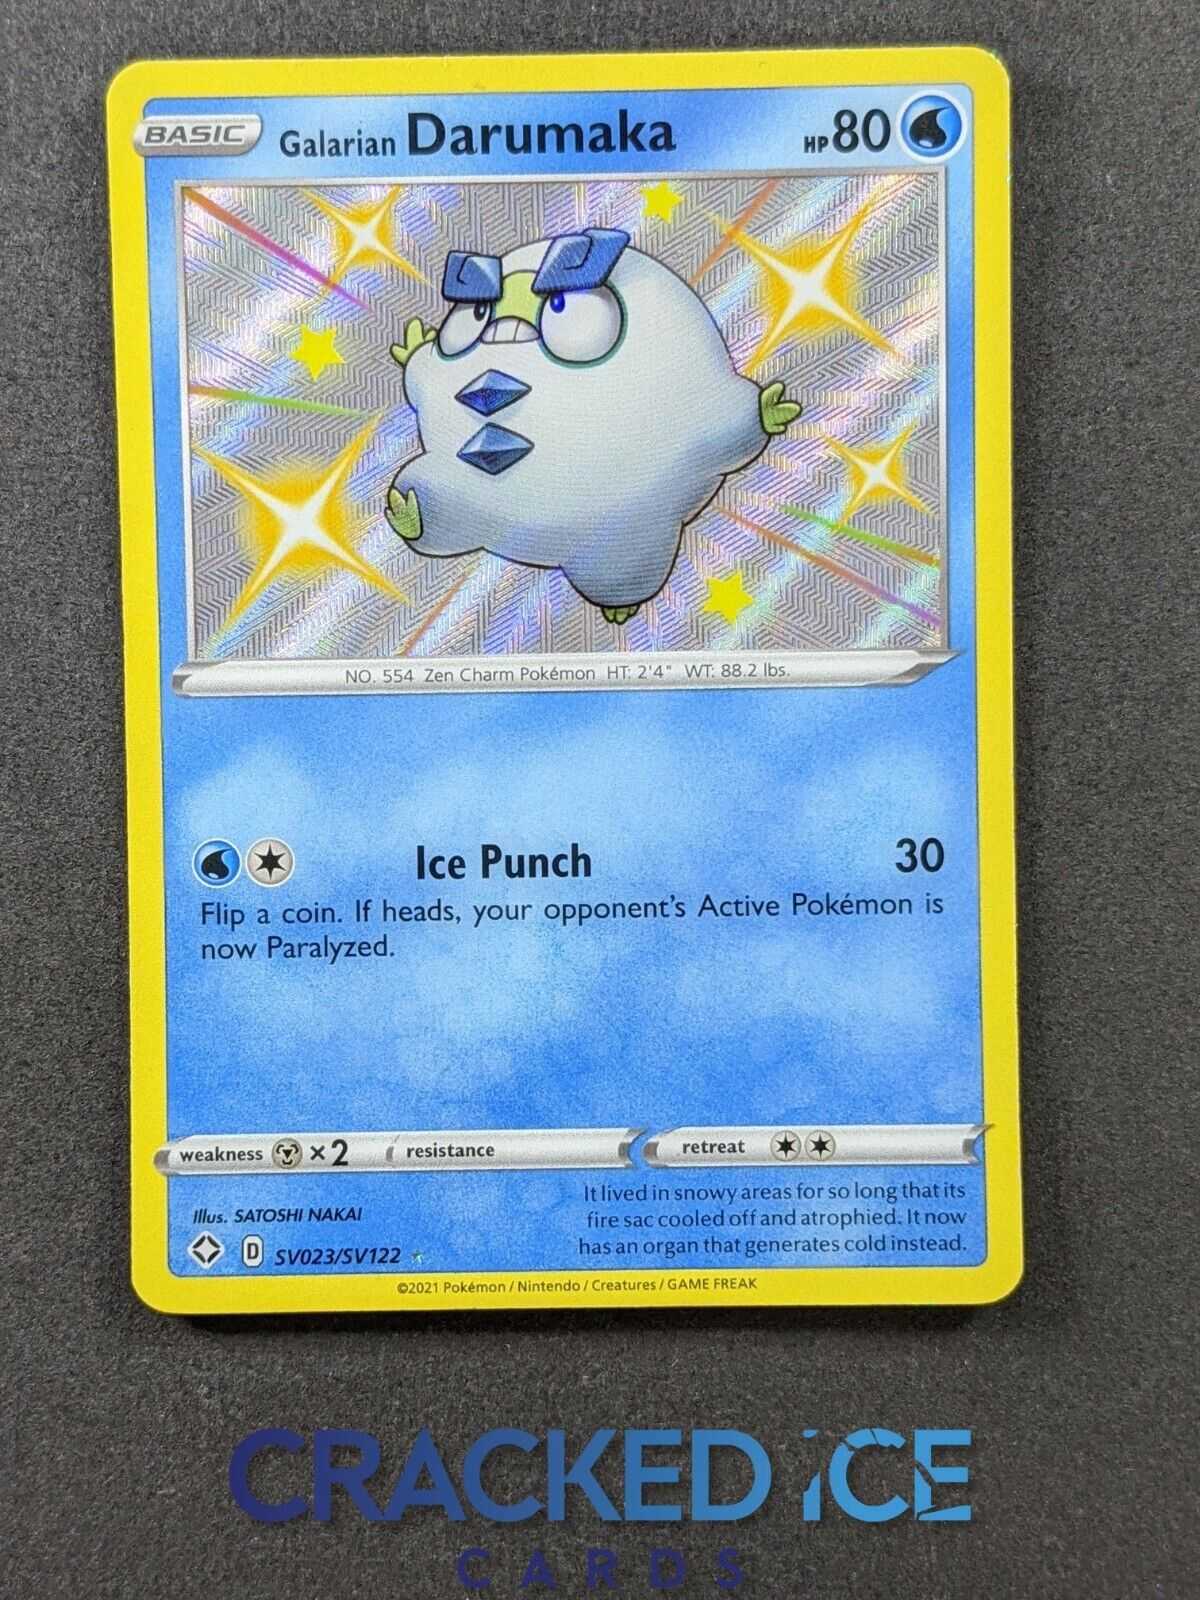 BASIC Galarian Darumaka HP 80
NO. 554 Zen Charm Pokémon HT: 2'4" WT: 88.2 lbs.
Ice Punch 30
Flip a coin. If heads, your opponent's Active Pokémon is
now Paralyzed.
weakness ×2 resistance retreat
It lived in snowy areas for so long that its
fire sac cooled off and atrophied. It now
has an organ that generates cold instead.
Illus. SATOSHI NAKAI
D SV023/SV122
©2021 Pokémon / Nintendo / Creatures / GAME FREAK
CRACKED ICE
CARDS